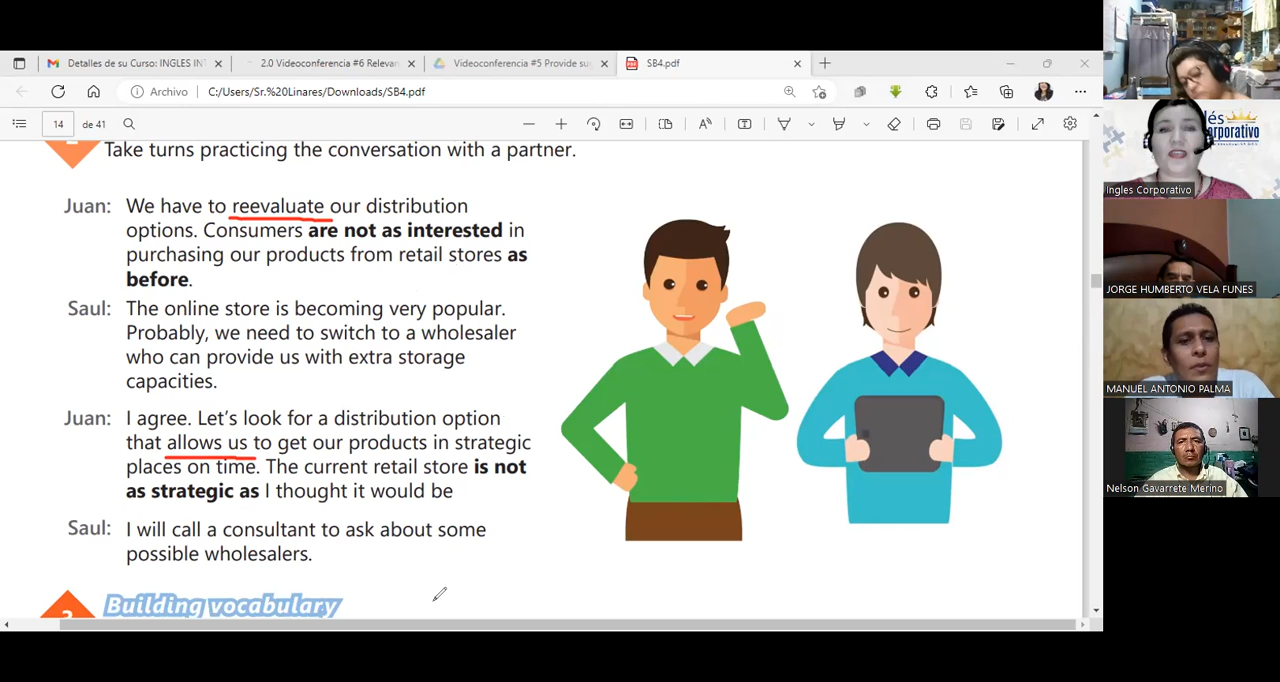 Detalles de su Curso: INGLES INT
2.0 Videoconferencia #6 Relevan
Videoconferencia #5 Provide sug
SB4.pdf
Archivo
C:/Users/Sr.%20Linares/Downloads/SB4.pdf
14
de 41
Take turns practicing the conversation with a partner.
Juan: We have to reevaluate our distribution
options. Consumers are not as interested in
purchasing our products from retail stores as
before.
Saul: The online store is becoming very popular.
Probably, we need to switch to a wholesaler
who can provide us with extra storage
capacities.
Juan: I agree. Let's look for a distribution option
that allows us to get our products in strategic
places on time. The current retail store is not
as strategic as I thought it would be
Saul: I will call a consultant to ask about some
possible wholesalers.
Building vocabulary
lés
orporativo
Ingles Corporativo
JORGE HUMBERTO VELA FUNES
MANUEL ANTONIO PALMA
Nelson Gavarrete Merino